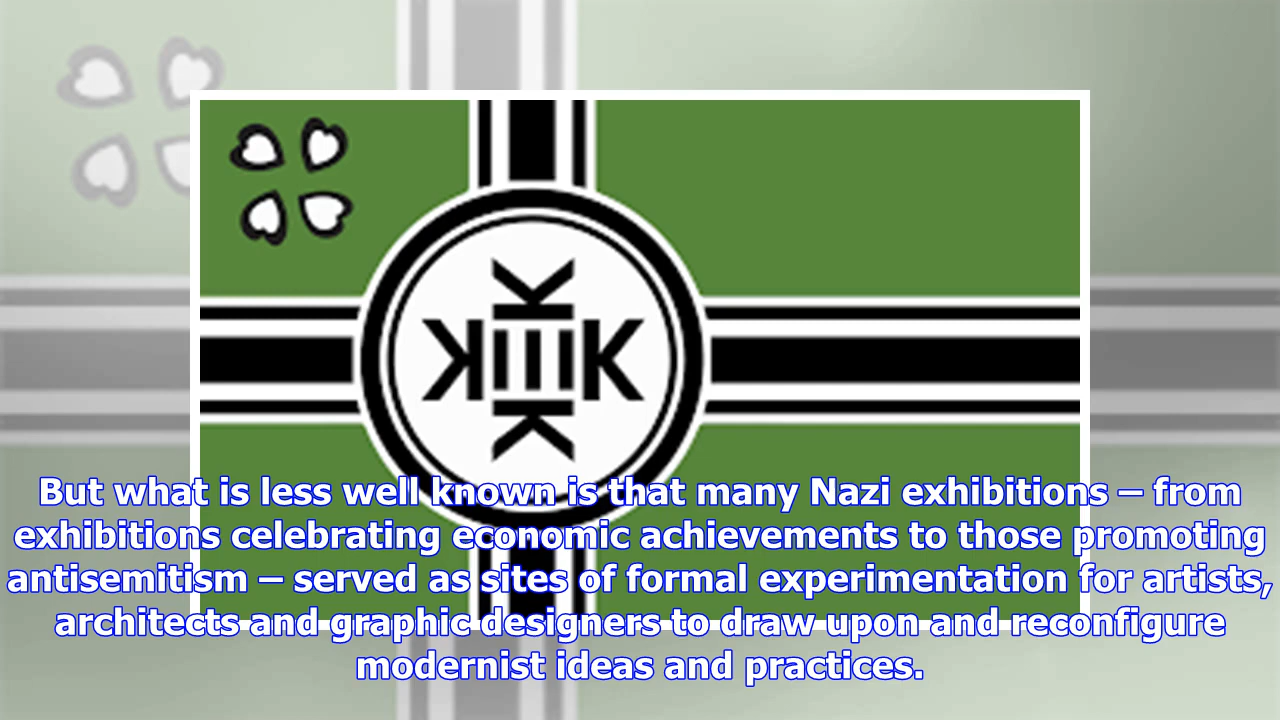 K
K K
K
E
But what is less well known is that many Nazi exhibitions – from
exhibitions celebrating economic achievements to those promoting
antisemitism – served as sites of formal experimentation for artists,
architects and graphic designers to draw upon and reconfigure
modernist ideas and practices.